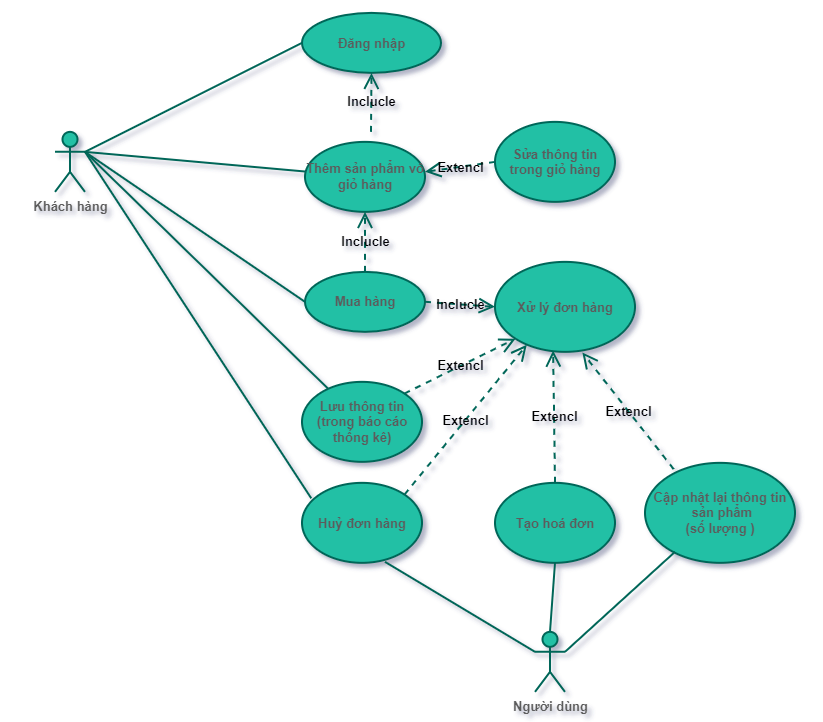 Đăng nhập
Inclucle
Thêm sản phẩm vô
giỏ hàng
Extencl
Sửa thông tin
trong giỏ hàng
Khách hàng
Inclucle
Mua hàng
Inclucle
Xử lý đơn hàng
Extencl
Lưu thông tin
(trong báo cáo
thống kê)
Extencl
Extencl
Extencl
Huỷ đơn hàng
Tạo hoá đơn
Cập nhật lại thông tin
sản phẩm
(số lượng )
Người dùng